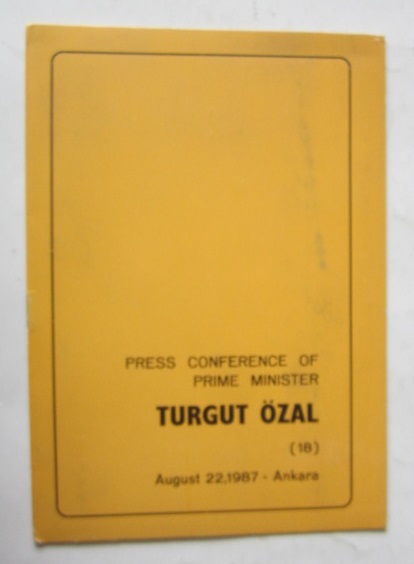 PRESS CONFERENCE OF
PRIME MINISTER
TURGUT ÖZAL
(18)
August 22,1987 - Ankara